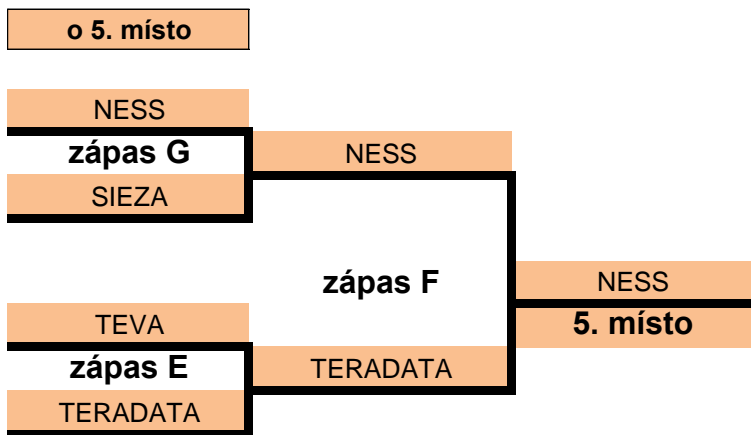 o 5. místo
NESS
zápas G
NESS
SIEZA
zápas F
NESS
TEVA
5. místo
zápas E
TERADATA
TERADATA